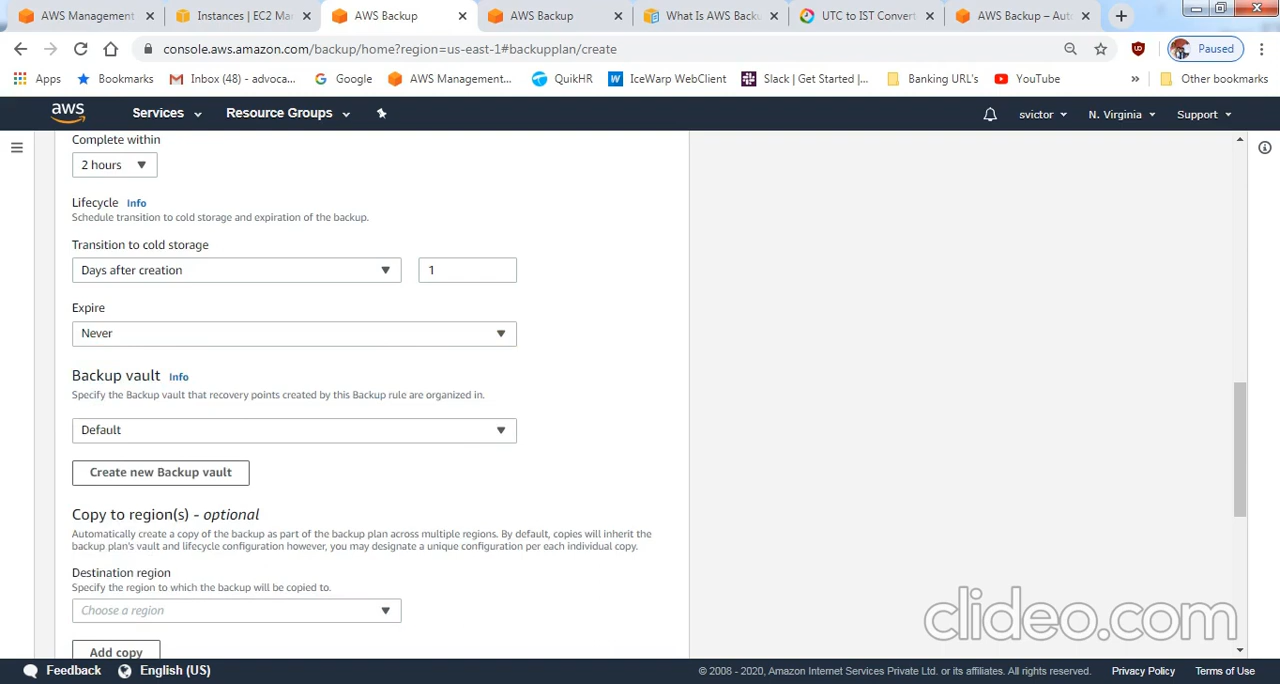 AWS Management
Instances | EC2 Mar
AWS Backup
AWS Backup
What Is AWS Backu
UTC to IST Convert
AWS Backup – Auto
console.aws.amazon.com/backup/home?region=us-east-1#backupplan/create
Paused
Apps
Bookmarks
Inbox (48) - advoca...
Google
AWS Management...
QuikHR
IceWarp WebClient
Slack | Get Started |...
Banking URL's
YouTube
»
Other bookmarks
aws
Services
Resource Groups
svictor
N. Virginia
Support
Complete within
2 hours
Lifecycle Info
Schedule transition to cold storage and expiration of the backup.
Transition to cold storage
Days after creation
1
Expire
Never
Backup vault Info
Specify the Backup vault that recovery points created by this Backup rule are organized in.
Default
Create new Backup vault
Copy to region(s) - optional
Automatically create a copy of the backup as part of the backup plan across multiple regions. By default, copies will inherit the
backup plan's vault and lifecycle configuration however, you may designate a unique configuration per each individual copy.
Destination region
Specify the region to which the backup will be copied to.
Choose a region
Add copy
clideo.com
Feedback
English (US)
© 2008 - 2020, Amazon Internet Services Private Ltd. or its affiliates. All rights reserved.
Privacy Policy
Terms of Use